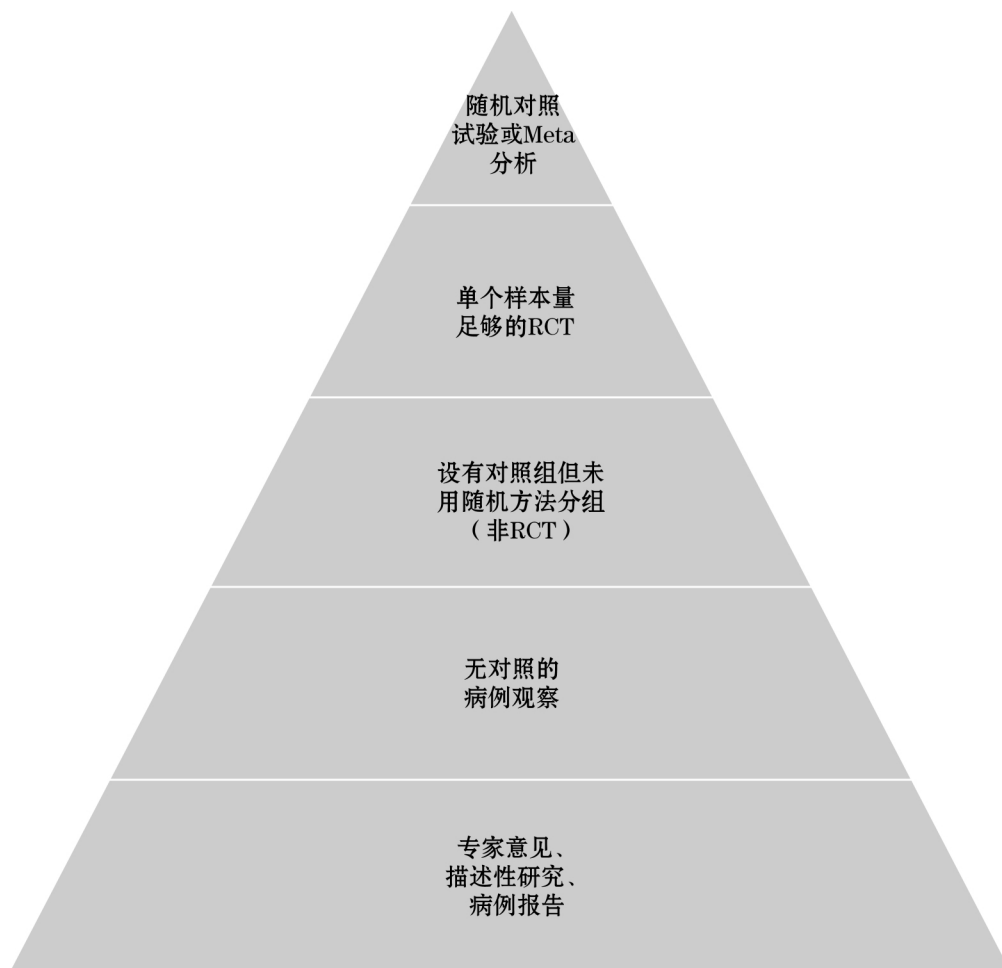 随机对照
试验或Meta
分析
单个样本量
足够的RCT
设有对照组但未
用随机方法分组
（非RCT）
无对照的
病例观察
专家意见、
描述性研究、
病例报告